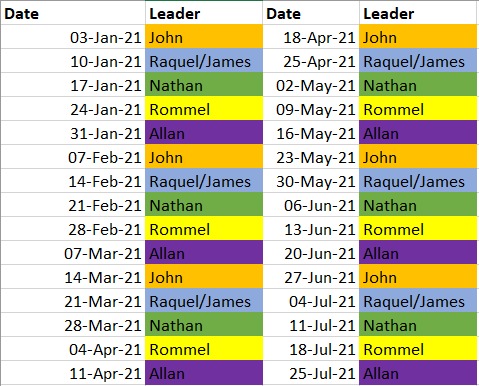 Date Leader Date Leader
03-Jan-21 John 18-Apr-21 John
10-Jan-21 Raquel/James 25-Apr-21 Raquel/James
17-Jan-21 Nathan 02-May-21 Nathan
24-Jan-21 Rommel 09-May-21 Rommel
31-Jan-21 Allan 16-May-21 Allan
07-Feb-21 John 23-May-21 John
14-Feb-21 Raquel/James 30-May-21 Raquel/James
21-Feb-21 Nathan 06-Jun-21 Nathan
28-Feb-21 Rommel 13-Jun-21 Rommel
07-Mar-21 Allan 20-Jun-21 Allan
14-Mar-21 John 27-Jun-21 John
21-Mar-21 Raquel/James 04-Jul-21 Raquel/James
28-Mar-21 Nathan 11-Jul-21 Nathan
04-Apr-21 Rommel 18-Jul-21 Rommel
11-Apr-21 Allan 25-Jul-21 Allan